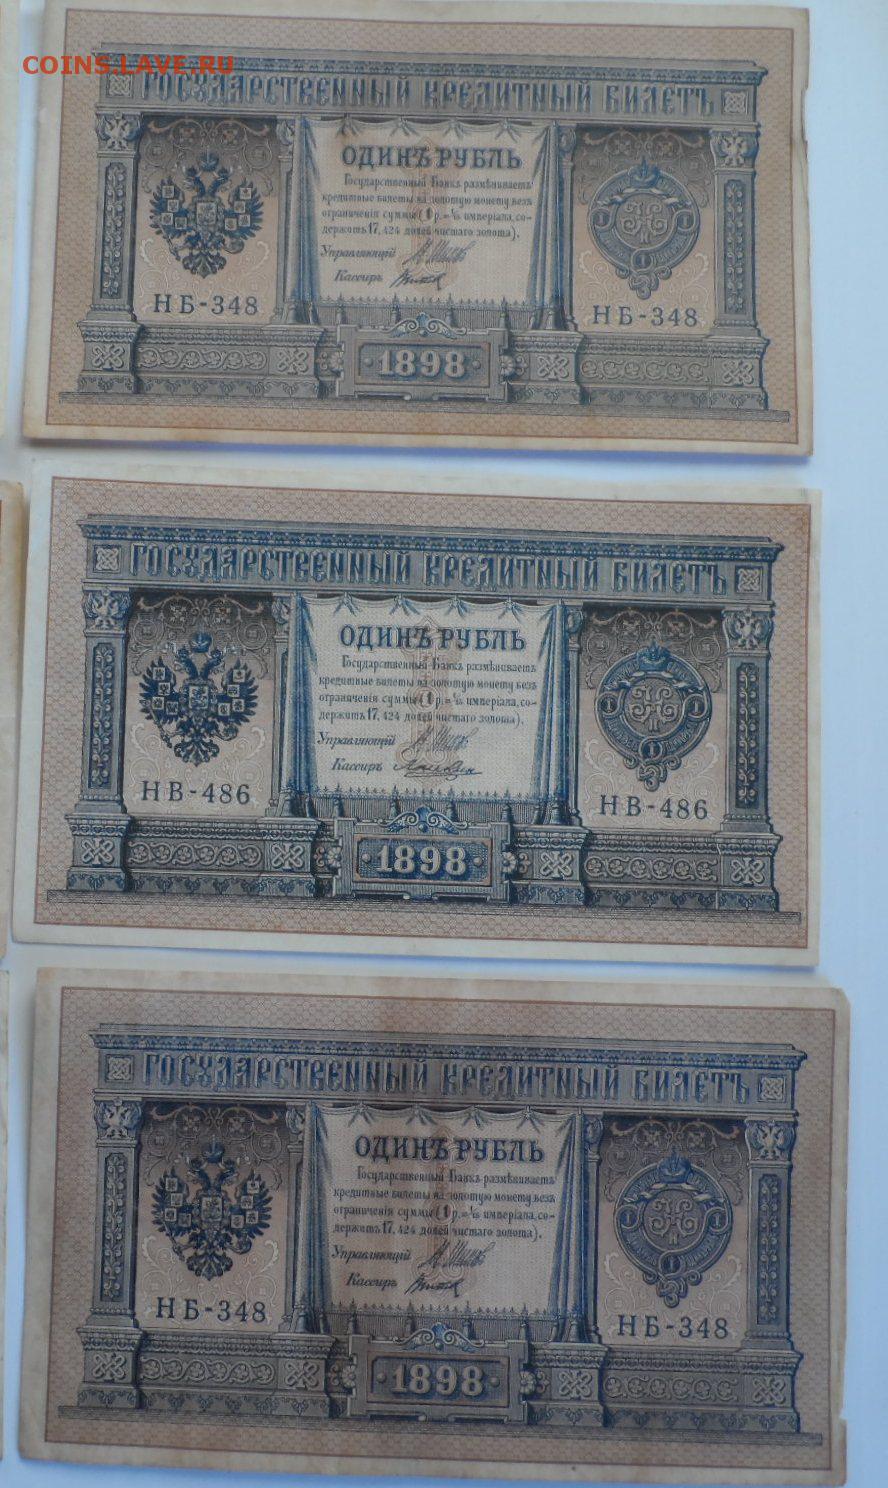 COINS.LAVE.RU
ГОСУДАРСТВЕННЫЙ КРЕДИТНЫЙ БИЛЕТЪ
ОДИНЪ РУБЛЬ
Государственный Банкъ размѣниваетъ
кредитные билеты на золотую монету безъ
ограниченія суммы (1 р. = 1/15 имперіала, со-
держитъ 17,424 долей чистаго золота).
Управляющій
Кассиръ
НБ-348
НБ-348
1898
ГОСУДАРСТВЕННЫЙ КРЕДИТНЫЙ БИЛЕТЪ
ОДИНЪ РУБЛЬ
Государственный Банкъ размѣниваетъ
кредитные билеты на золотую монету безъ
ограниченія суммы (1 р. = 1/15 имперіала, со-
держитъ 17,424 долей чистаго золота).
Управляющій
Кассиръ
НВ-486
НВ-486
1898
ГОСУДАРСТВЕННЫЙ КРЕДИТНЫЙ БИЛЕТЪ
ОДИНЪ РУБЛЬ
Государственный Банкъ размѣниваетъ
кредитные билеты на золотую монету безъ
ограниченія суммы (1 р. = 1/15 имперіала, со-
держитъ 17,424 долей чистаго золота).
Управляющій
Кассиръ
НБ-348
НБ-348
1898